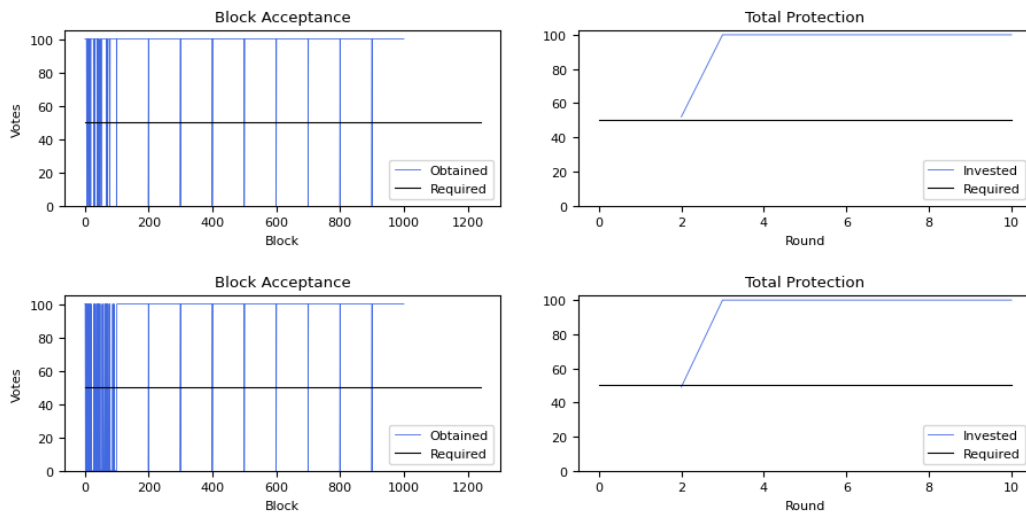 Block Acceptance
Votes
100
80
60
40
20
0
Obtained
Required
0 200 400 600 800 1000 1200
Block
Total Protection
100
80
60
40
20
0
Invested
Required
0 2 4 6 8 10
Round
Block Acceptance
Votes
100
80
60
40
20
0
Obtained
Required
0 200 400 600 800 1000 1200
Block
Total Protection
100
80
60
40
20
0
Invested
Required
0 2 4 6 8 10
Round